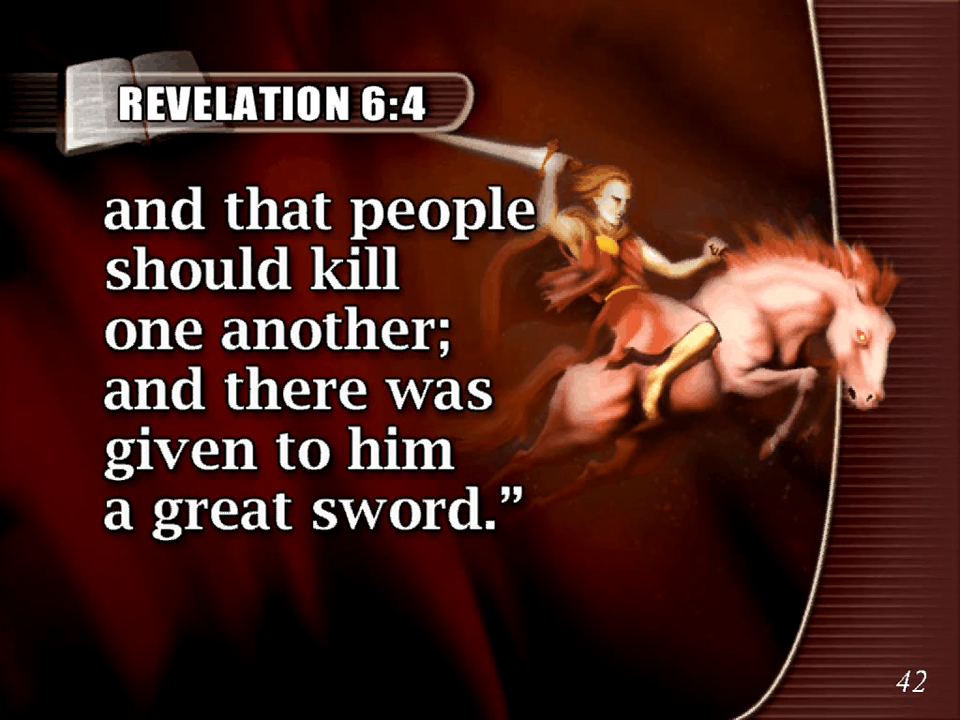 REVELATION 6:4
and that people
should kill
one another;
and there was
given to him
a great sword.”
42